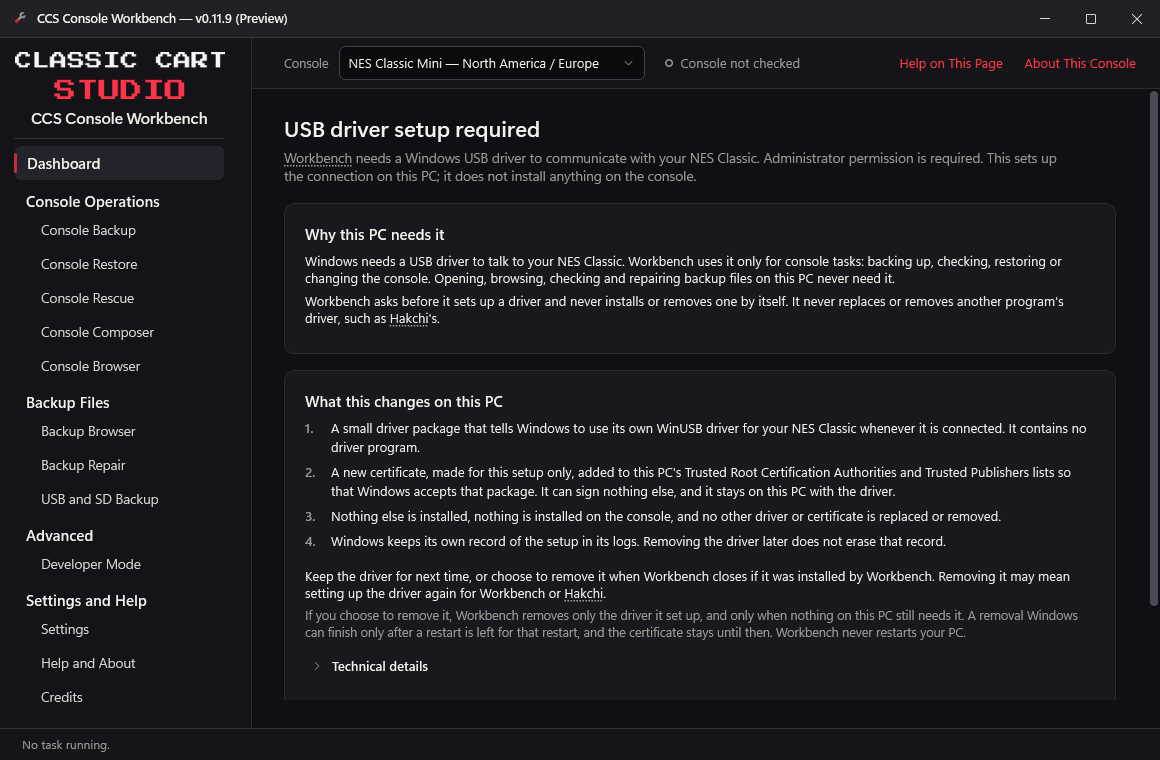 CCS Console Workbench — v0.11.9 (Preview)
CLASSIC CART
STUDIO
CCS Console Workbench
Dashboard
Console Operations
Console Backup
Console Restore
Console Rescue
Console Composer
Console Browser
Backup Files
Backup Browser
Backup Repair
USB and SD Backup
Advanced
Developer Mode
Settings and Help
Settings
Help and About
Credits
Console
NES Classic Mini — North America / Europe
Console not checked
Help on This Page
About This Console
USB driver setup required
Workbench needs a Windows USB driver to communicate with your NES Classic. Administrator permission is required. This sets up
the connection on this PC; it does not install anything on the console.
Why this PC needs it
Windows needs a USB driver to talk to your NES Classic. Workbench uses it only for console tasks: backing up, checking, restoring or
changing the console. Opening, browsing, checking and repairing backup files on this PC never need it.
Workbench asks before it sets up a driver and never installs or removes one by itself. It never replaces or removes another program's
driver, such as Hakchi's.
What this changes on this PC
1. A small driver package that tells Windows to use its own WinUSB driver for your NES Classic whenever it is connected. It contains no
driver program.
2. A new certificate, made for this setup only, added to this PC's Trusted Root Certification Authorities and Trusted Publishers lists so
that Windows accepts that package. It can sign nothing else, and it stays on this PC with the driver.
3. Nothing else is installed, nothing is installed on the console, and no other driver or certificate is replaced or removed.
4. Windows keeps its own record of the setup in its logs. Removing the driver later does not erase that record.
Keep the driver for next time, or choose to remove it when Workbench closes if it was installed by Workbench. Removing it may mean
setting up the driver again for Workbench or Hakchi.
If you choose to remove it, Workbench removes only the driver it set up, and only when nothing on this PC still needs it. A removal Windows
can finish only after a restart is left for that restart, and the certificate stays until then. Workbench never restarts your PC.
Technical details
No task running.